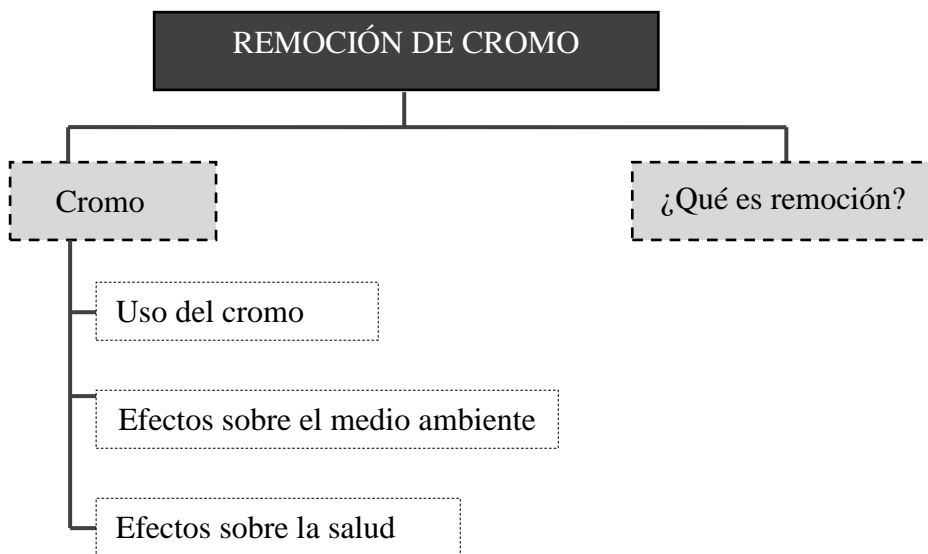 REMOCIÓN DE CROMO
Cromo
¿Qué es remoción?
Uso del cromo
Efectos sobre el medio ambiente
Efectos sobre la salud